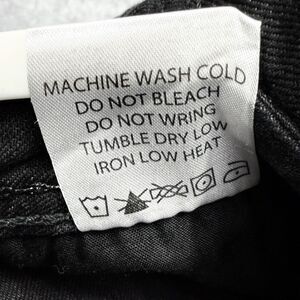 MACHINE WASH COLD
DO NOT BLEACH
DO NOT WRING
TUMBLE DRY LOW
IRON LOW HEAT